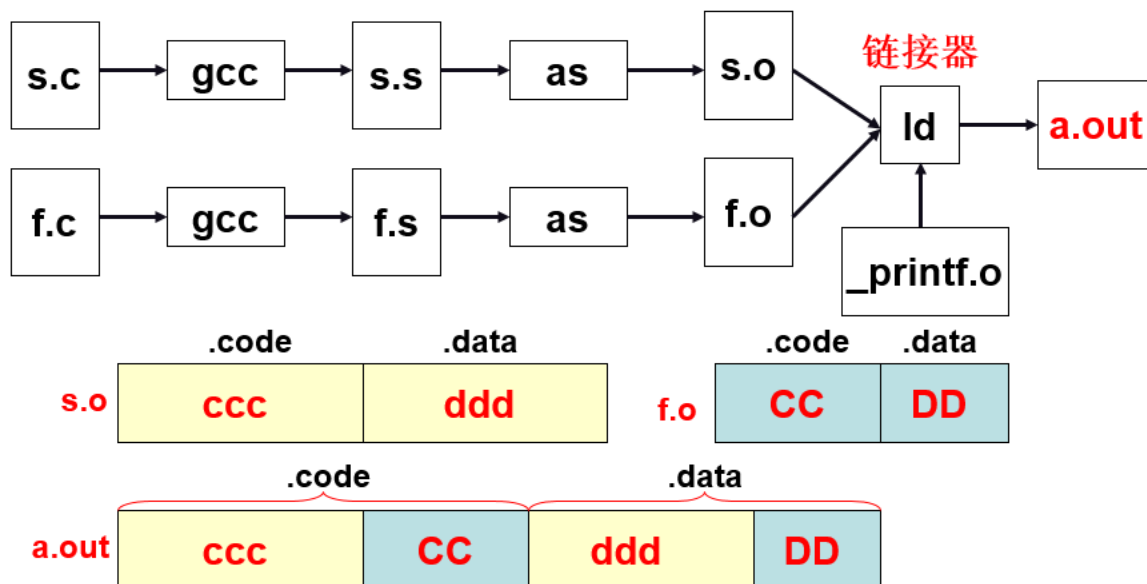 s.c gcc s.s as s.o
链接器
ld a.out
f.c gcc f.s as f.o
_printf.o
.code .data .code .data
s.o ccc ddd f.o CC DD
.code .data
a.out ccc CC ddd DD